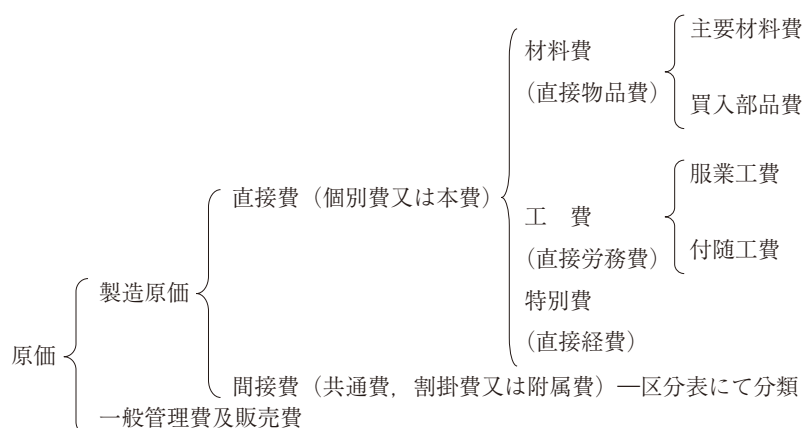 主要材料費
材料費
(直接物品費)
買入部品費
服業工費
直接費（個別費又は本費）
工　費
(直接労務費)
付随工費
製造原価
特別費
(直接経費)
原価
間接費（共通費，割掛費又は附属費）—区分表にて分類
一般管理費及販売費